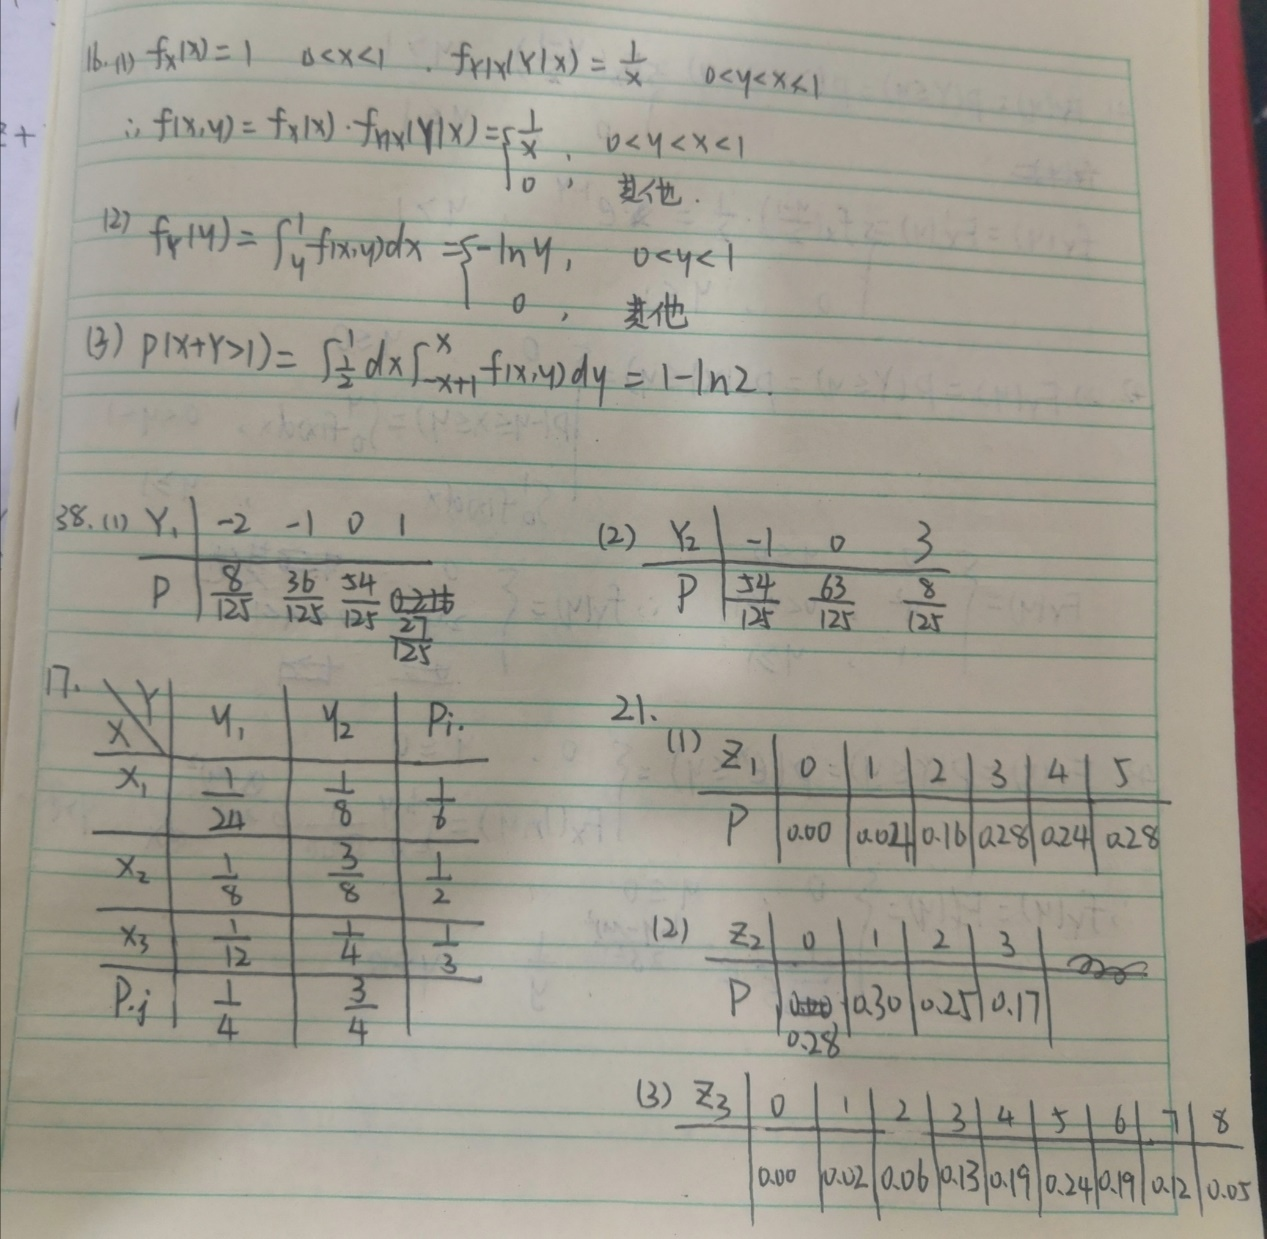 16.(1) fx(x)=1 0<x<1 . fY|X(Y|x)=1/x 0<y<x<1
∴ f(x,y)=fx(x)·fY|X(Y|x)={1/x, 0<y<x<1
0, 其他.
(2) fY(y)=∫_y^1 f(x,y)dx={-lny, 0<y<1
0, 其他
(3) P(X+Y>1)=∫_{1/2}^1 dx∫_{-x+1}^x f(x,y)dy=1-ln2.
38.(1) Y₁ -2 -1 0 1
P 8/125 36/125 54/125 27/125
(2) Y₂ -1 0 3
P 54/125 63/125 8/125
17.
X Y y₁ y₂ Pi.
x₁ 1/24 1/8 1/6
x₂ 1/8 3/8 1/2
x₃ 1/12 1/4 1/3
P.j 1/4 3/4
21.
(1) Z₁ 0 1 2 3 4 5
P 0.00 0.04 0.16 0.28 0.24 0.28
(2) Z₂ 0 1 2 3
P 0.28 0.30 0.25 0.17
(3) Z₃ 0 1 2 3 4 5 6 7 8
0.00 0.02 0.06 0.13 0.19 0.24 0.19 0.12 0.05